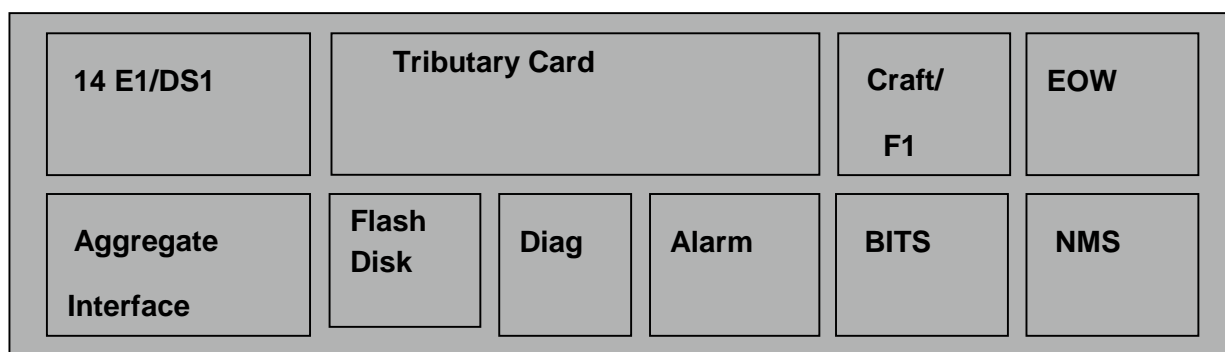 14 E1/DS1
Tributary Card
Craft/
F1
EOW
Aggregate
Interface
Flash
Disk
Diag
Alarm
BITS
NMS